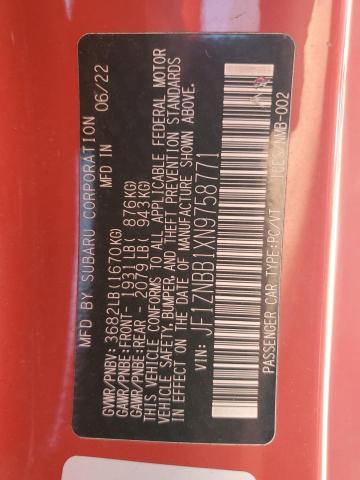 MFD BY SUBARU CORPORATION 06/22
MFD IN
GVWR/PNBV: 3682LB(1670KG)
GAWR/PNBE:FRONT- 1931LB( 876KG)
GAWR/PNBE:REAR - 2079LB( 943KG)
THIS VEHICLE CONFORMS TO ALL APPLICABLE FEDERAL MOTOR
VEHICLE SAFETY,BUMPER,AND THEFT PREVENTION STANDARDS
IN EFFECT ON THE DATE OF MANUFACTURE SHOWN ABOVE.
VIN: JF1ZNBB1XN9758771
PASSENGER CAR TYPE:PC/VT